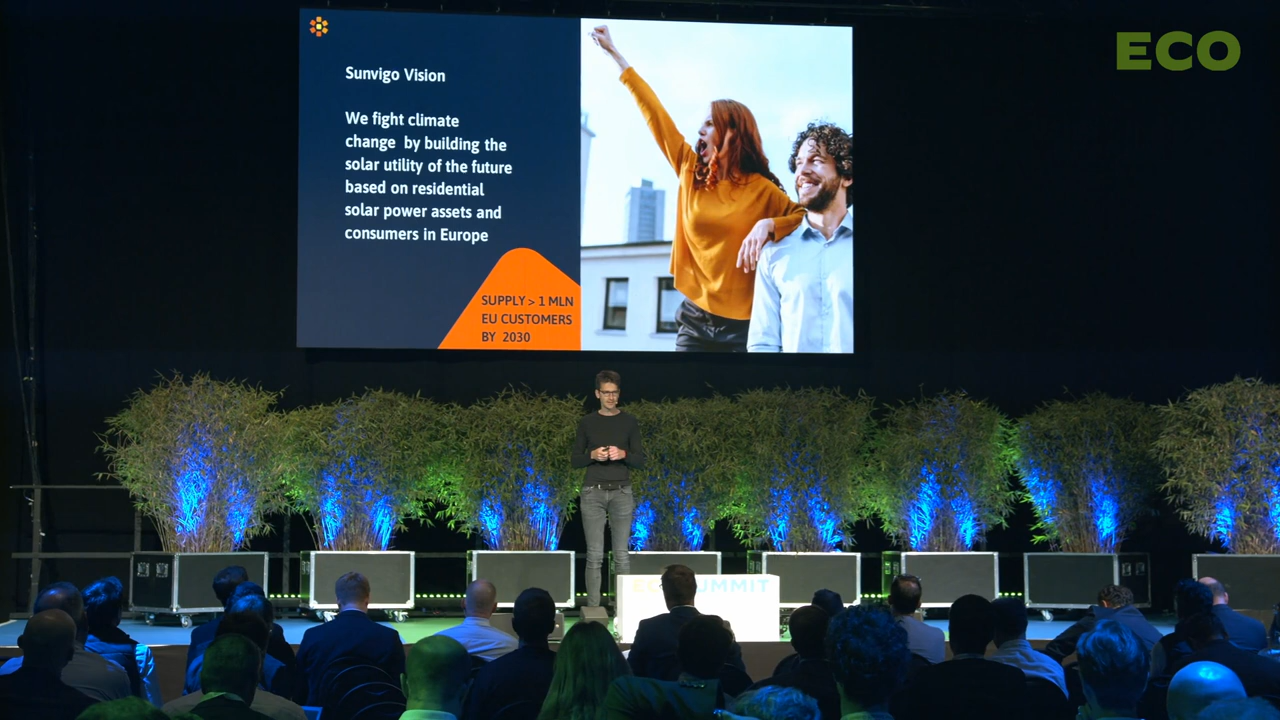 ECO
Sunvigo Vision
We fight climate
change by building the
solar utility of the future
based on residential
solar power assets and
consumers in Europe
SUPPLY > 1 MLN
EU CUSTOMERS
BY 2030